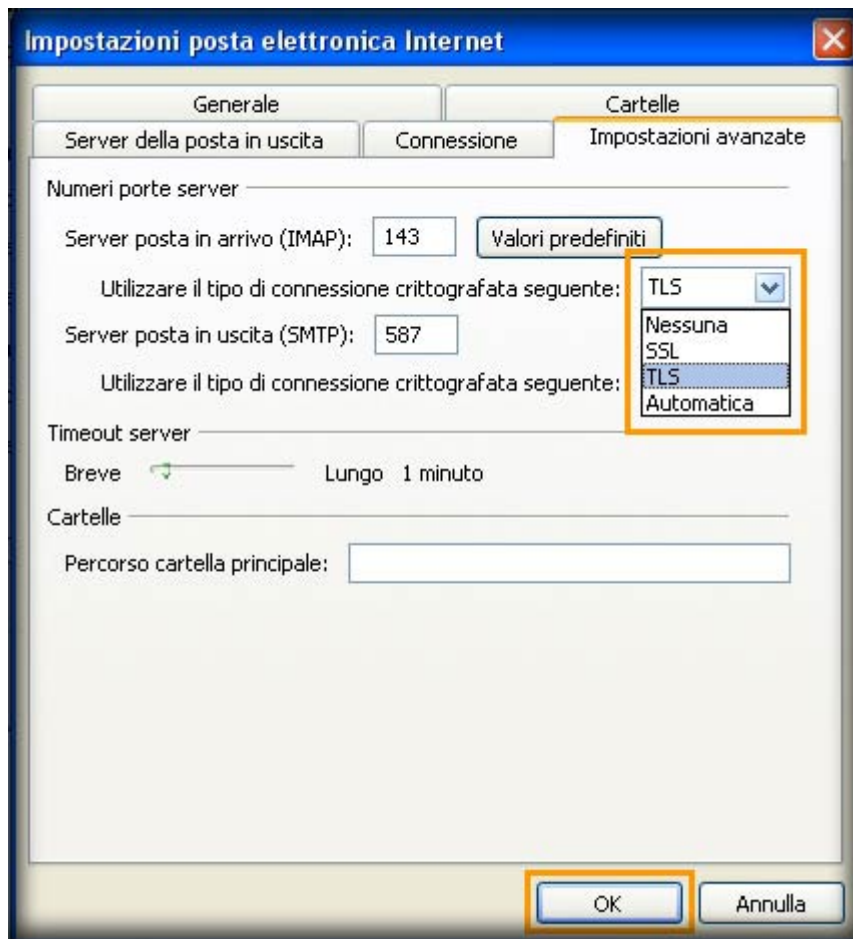 Impostazioni posta elettronica Internet
Generale Cartelle
Server della posta in uscita Connessione Impostazioni avanzate
Numeri porte server
Server posta in arrivo (IMAP): 143 Valori predefiniti
Utilizzare il tipo di connessione crittografata seguente: TLS
Nessuna
Server posta in uscita (SMTP): 587 SSL
Utilizzare il tipo di connessione crittografata seguente: TLS
Automatica
Timeout server
Breve Lungo 1 minuto
Cartelle
Percorso cartella principale:
OK Annulla